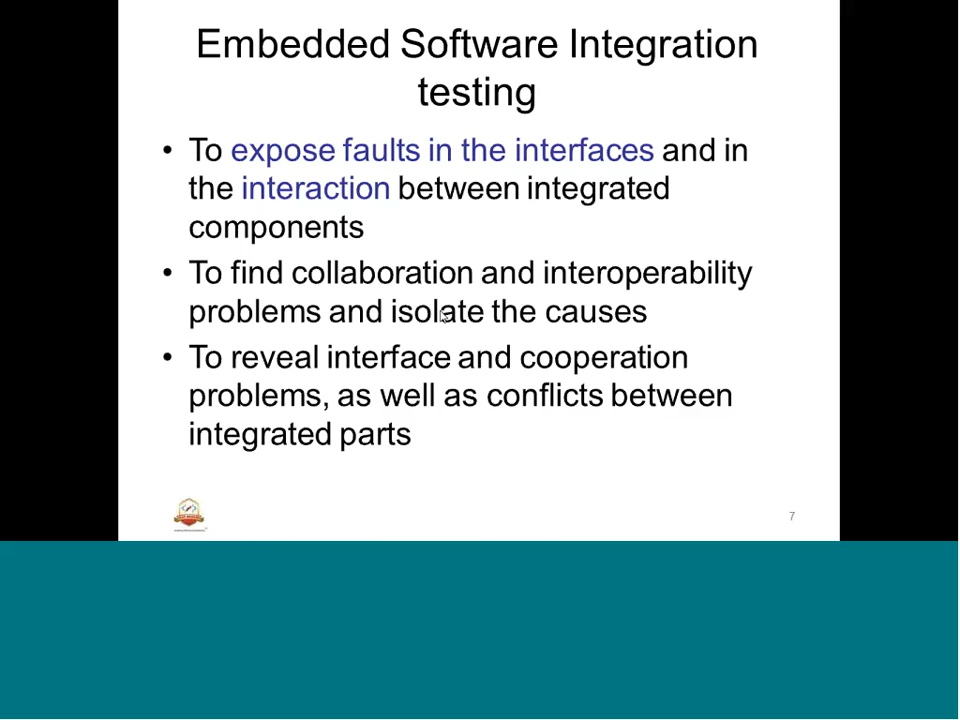 Embedded Software Integration
testing
• To expose faults in the interfaces and in
the interaction between integrated
components
• To find collaboration and interoperability
problems and isolate the causes
• To reveal interface and cooperation
problems, as well as conflicts between
integrated parts
7